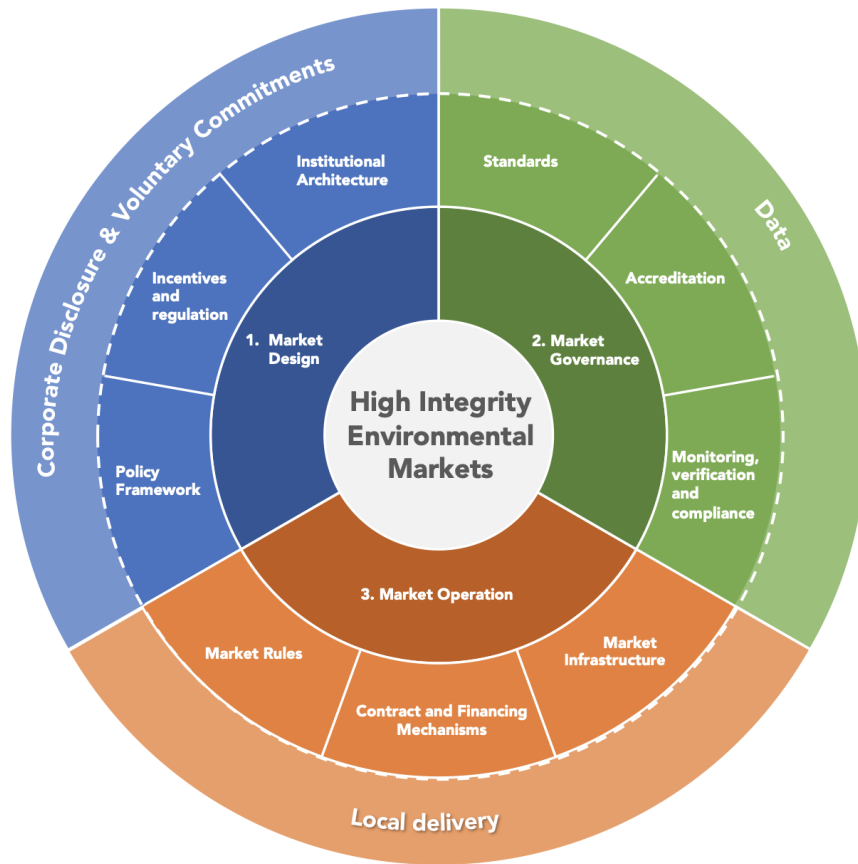 Corporate Disclosure & Voluntary Commitments
Data
Local delivery
Institutional
Architecture
Incentives
and
regulation
Policy
Framework
Standards
Accreditation
Monitoring,
verification
and
compliance
Market Rules
Contract and Financing
Mechanisms
Market
Infrastructure
1. Market
Design
2. Market
Governance
3. Market Operation
High Integrity
Environmental
Markets